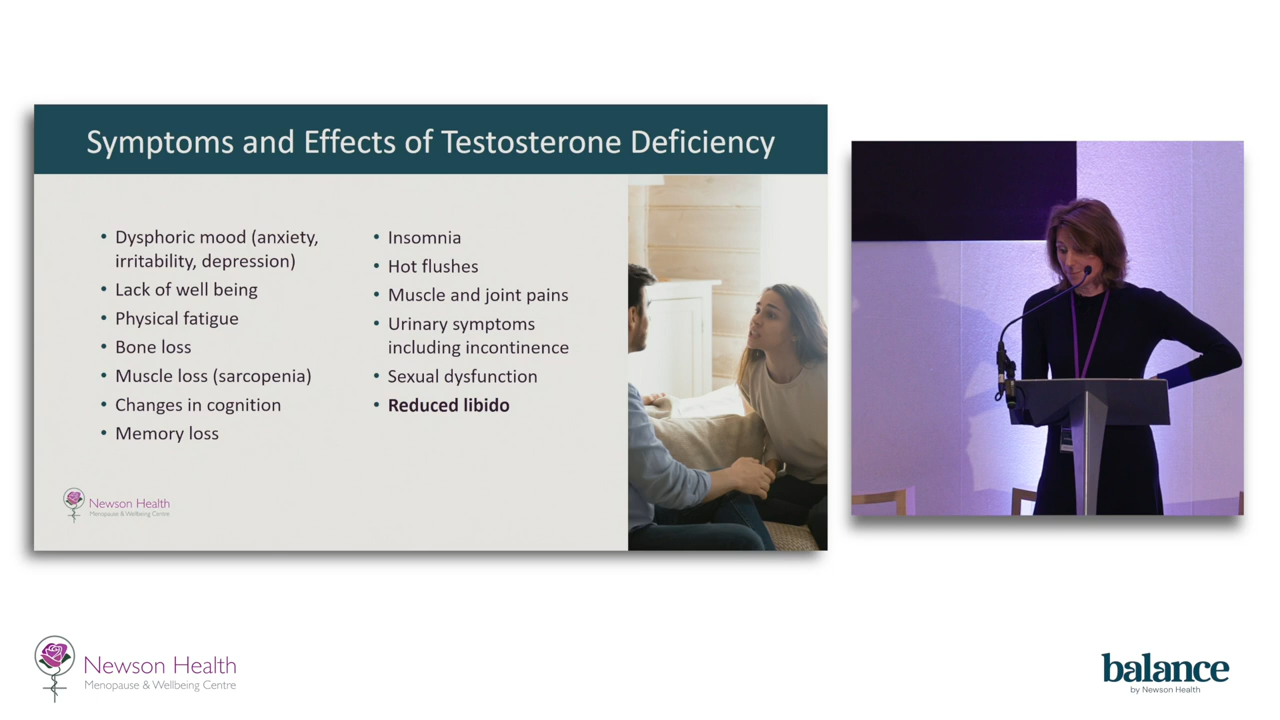 Symptoms and Effects of Testosterone Deficiency
• Dysphoric mood (anxiety,
irritability, depression)
• Lack of well being
• Physical fatigue
• Bone loss
• Muscle loss (sarcopenia)
• Changes in cognition
• Memory loss
• Insomnia
• Hot flushes
• Muscle and joint pains
• Urinary symptoms
including incontinence
• Sexual dysfunction
• Reduced libido
Newson Health
Menopause & Wellbeing Centre
Newson Health
Menopause & Wellbeing Centre
balance
by Newson Health